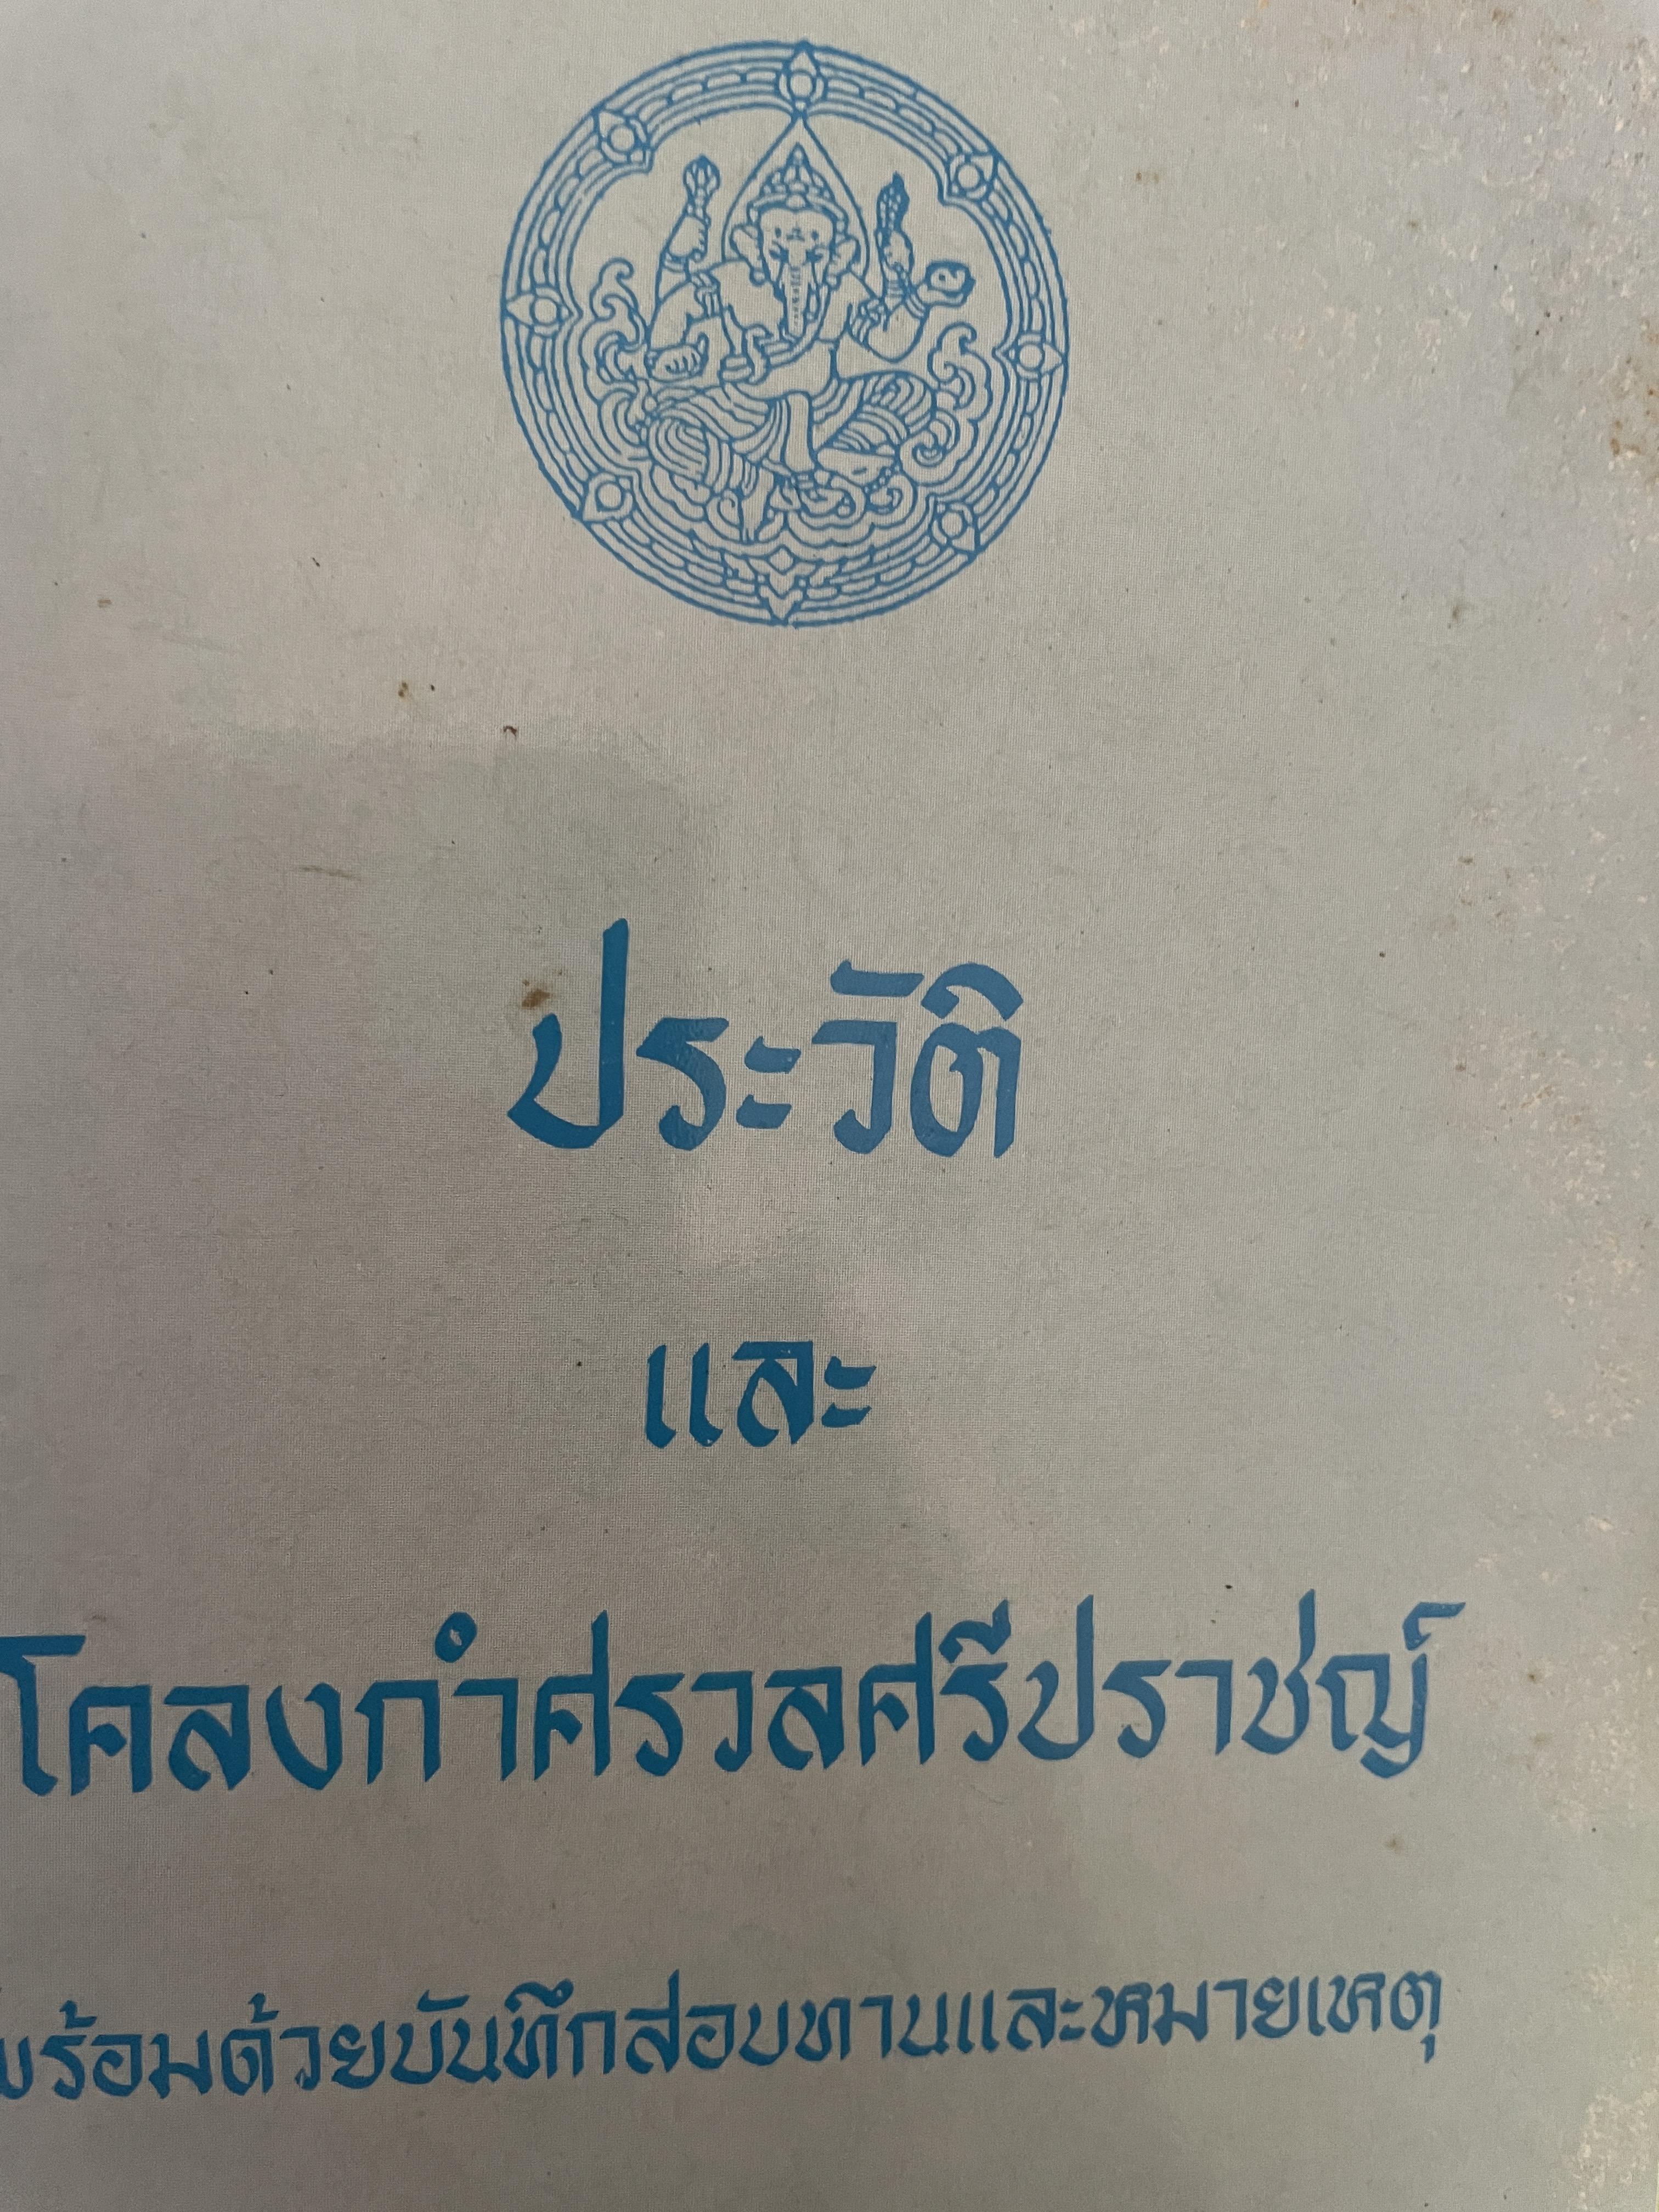 ประวัติ
และ
โคลงกำศรวลศรีปราชญ์
พร้อมด้วยบันทึกสอบทานและหมายเหตุ